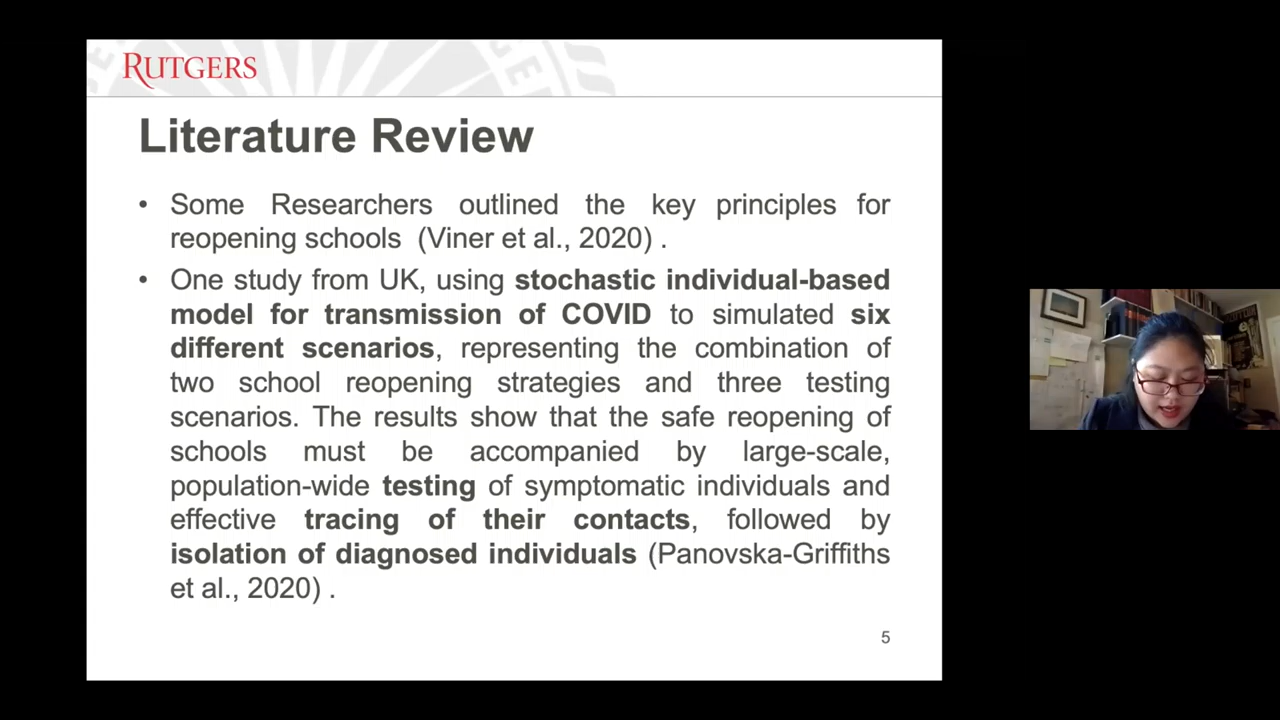 RUTGERS
Literature Review
• Some Researchers outlined the key principles for
reopening schools (Viner et al., 2020) .
• One study from UK, using stochastic individual-based
model for transmission of COVID to simulated six
different scenarios, representing the combination of
two school reopening strategies and three testing
scenarios. The results show that the safe reopening of
schools must be accompanied by large-scale,
population-wide testing of symptomatic individuals and
effective tracing of their contacts, followed by
isolation of diagnosed individuals (Panovska-Griffiths
et al., 2020) .
5